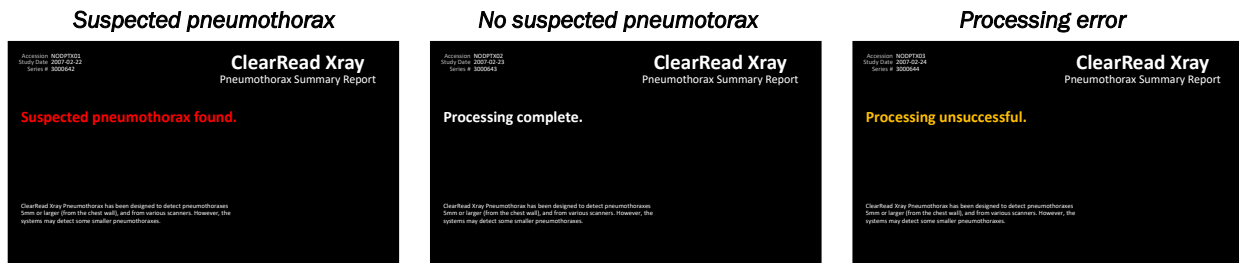 Suspected pneumothorax
Accession NODPTX01
Study Date 2007-02-22
Series # 3000642
ClearRead Xray
Pneumothorax Summary Report
Suspected pneumothorax found.
ClearRead Xray Pneumothorax has been designed to detect pneumothoraxes
5mm or larger (from the chest wall), and from various scanners. However, the
systems may detect some smaller pneumothoraxes.
No suspected pneumotorax
Accession NODPTX02
Study Date 2007-02-23
Series # 3000643
ClearRead Xray
Pneumothorax Summary Report
Processing complete.
ClearRead Xray Pneumothorax has been designed to detect pneumothoraxes
5mm or larger (from the chest wall), and from various scanners. However, the
systems may detect some smaller pneumothoraxes.
Processing error
Accession NODPTX03
Study Date 2007-02-24
Series # 3000644
ClearRead Xray
Pneumothorax Summary Report
Processing unsuccessful.
ClearRead Xray Pneumothorax has been designed to detect pneumothoraxes
5mm or larger (from the chest wall), and from various scanners. However, the
systems may detect some smaller pneumothoraxes.